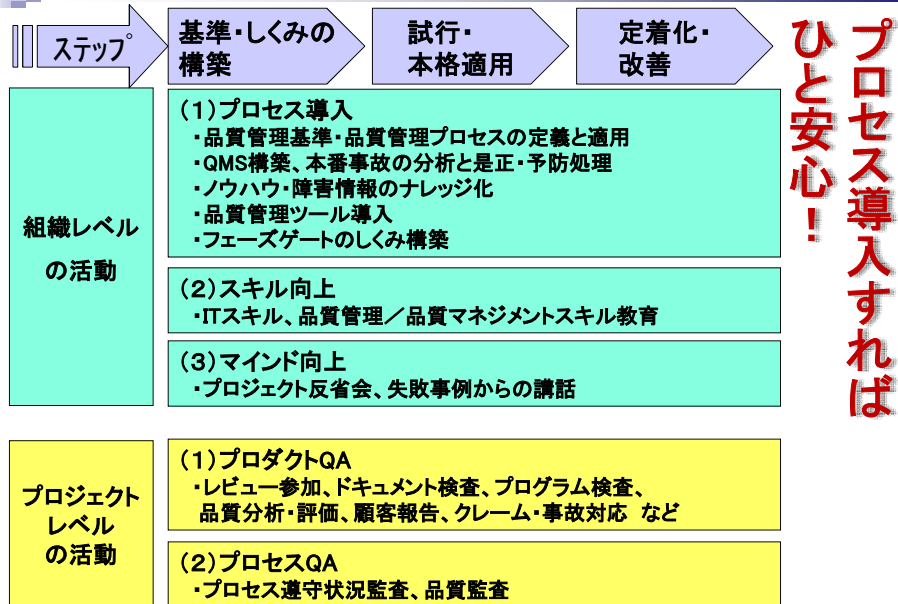 ステップ
基準・しくみの
構築
試行・
本格適用
定着化・
改善
プロセス導入すれば
ひと安心！
組織レベル
の活動
（１）プロセス導入
・品質管理基準・品質管理プロセスの定義と適用
・QMS構築、本番事故の分析と是正・予防処理
・ノウハウ・障害情報のナレッジ化
・品質管理ツール導入
・フェーズゲートのしくみ構築
（２）スキル向上
・ITスキル、品質管理／品質マネジメントスキル教育
（３）マインド向上
・プロジェクト反省会、失敗事例からの講話
プロジェクト
レベル
の活動
（１）プロダクトQA
・レビュー参加、ドキュメント検査、プログラム検査、
品質分析・評価、顧客報告、クレーム・事故対応 など
（２）プロセスQA
・プロセス遵守状況監査、品質監査